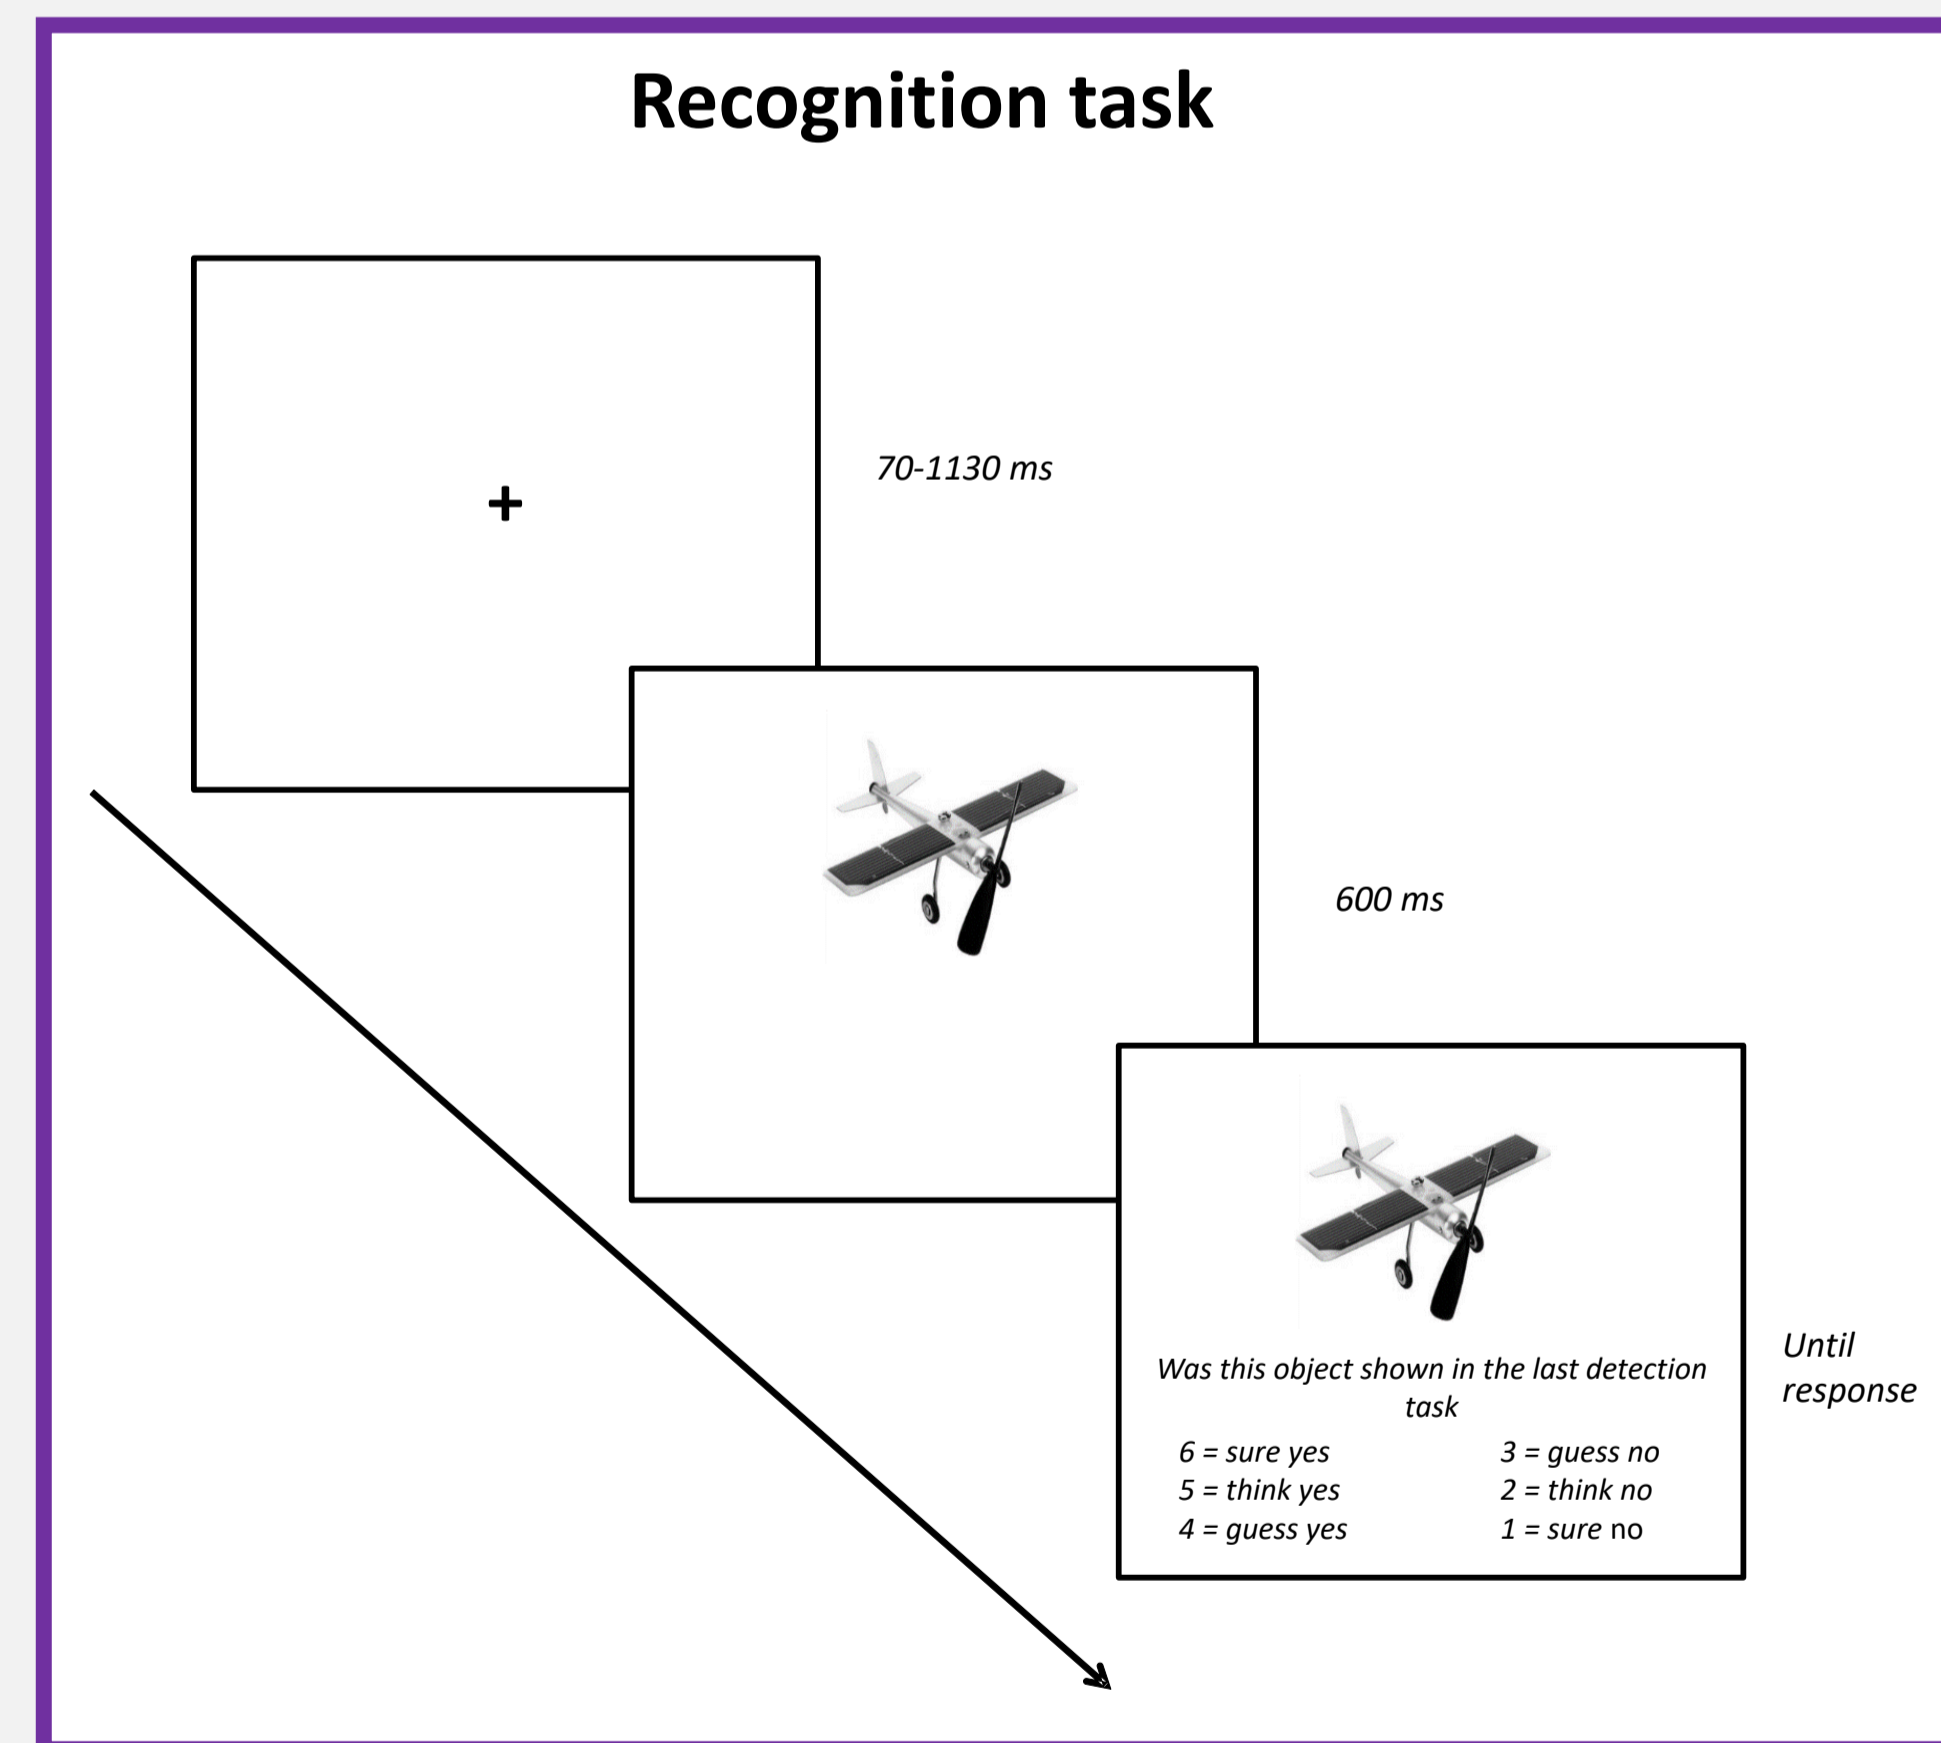 Recognition task
+
70-1130 ms
600 ms
Was this object shown in the last detection
task
6 = sure yes
3 = guess no
5 = think yes
2 = think no
4 = guess yes
1 = sure no
Until
response